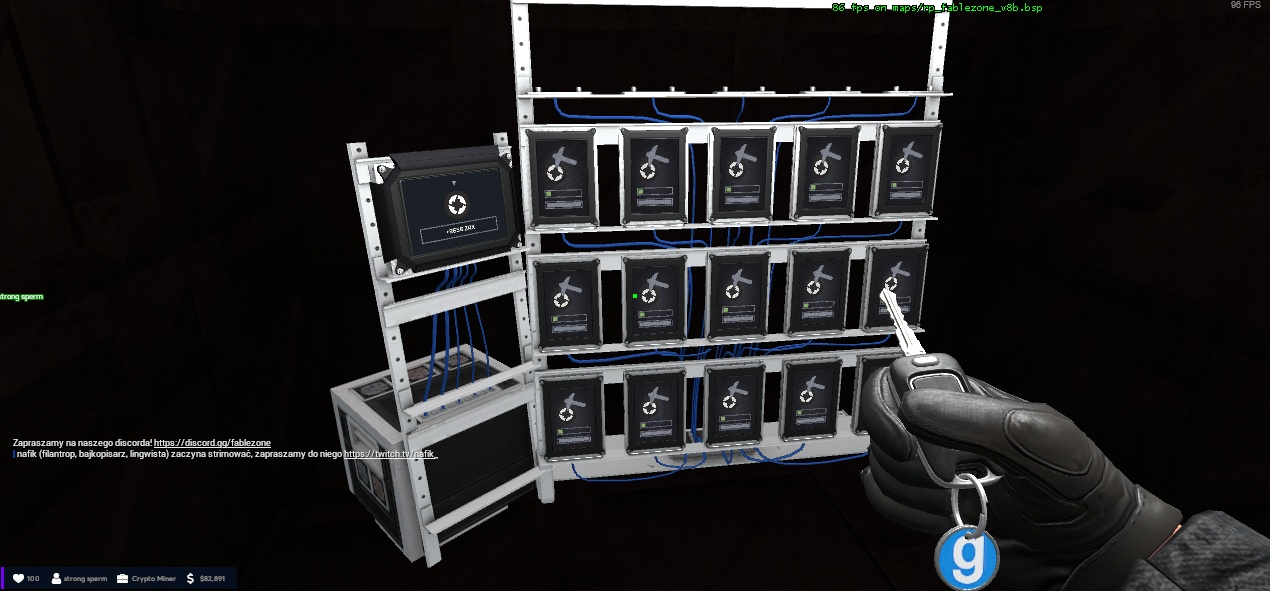 86 fps on maps/rp_fablezone_v8b.bsp
96 FPS
strong sperm
Zapraszamy na naszego discorda! https://discord.gg/fablezone
nafik (filantrop, bajkopisarz, lingwista) zaczyna strimować, zapraszamy do niego https://twitch.tv/nafik_
g
100
strong sperm
Crypto Miner
$ $82,891